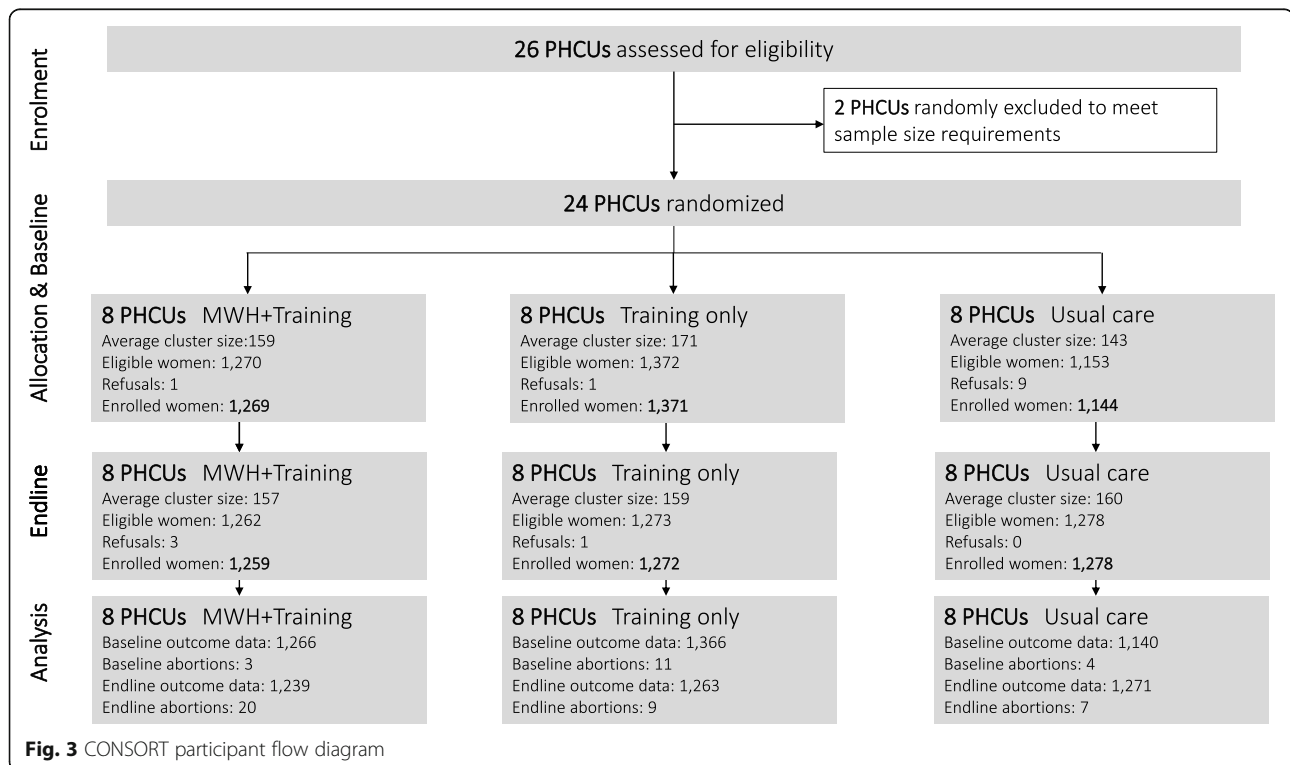 Enrolment
26 PHCUs assessed for eligibility
2 PHCUs randomly excluded to meet
sample size requirements
Allocation & Baseline
24 PHCUs randomized
8 PHCUs MWH+Training
Average cluster size:159
Eligible women: 1,270
Refusals: 1
Enrolled women: 1,269
8 PHCUs Training only
Average cluster size: 171
Eligible women: 1,372
Refusals: 1
Enrolled women: 1,371
8 PHCUs Usual care
Average cluster size: 143
Eligible women: 1,153
Refusals: 9
Enrolled women: 1,144
Endline
8 PHCUs MWH+Training
Average cluster size: 157
Eligible women: 1,262
Refusals: 3
Enrolled women: 1,259
8 PHCUs Training only
Average cluster size: 159
Eligible women: 1,273
Refusals: 1
Enrolled women: 1,272
8 PHCUs Usual care
Average cluster size: 160
Eligible women: 1,278
Refusals: 0
Enrolled women: 1,278
Analysis
8 PHCUs MWH+Training
Baseline outcome data: 1,266
Baseline abortions: 3
Endline outcome data: 1,239
Endline abortions: 20
8 PHCUs Training only
Baseline outcome data: 1,366
Baseline abortions: 11
Endline outcome data: 1,263
Endline abortions: 9
8 PHCUs Usual care
Baseline outcome data: 1,140
Baseline abortions: 4
Endline outcome data: 1,271
Endline abortions: 7
Fig. 3 CONSORT participant flow diagram